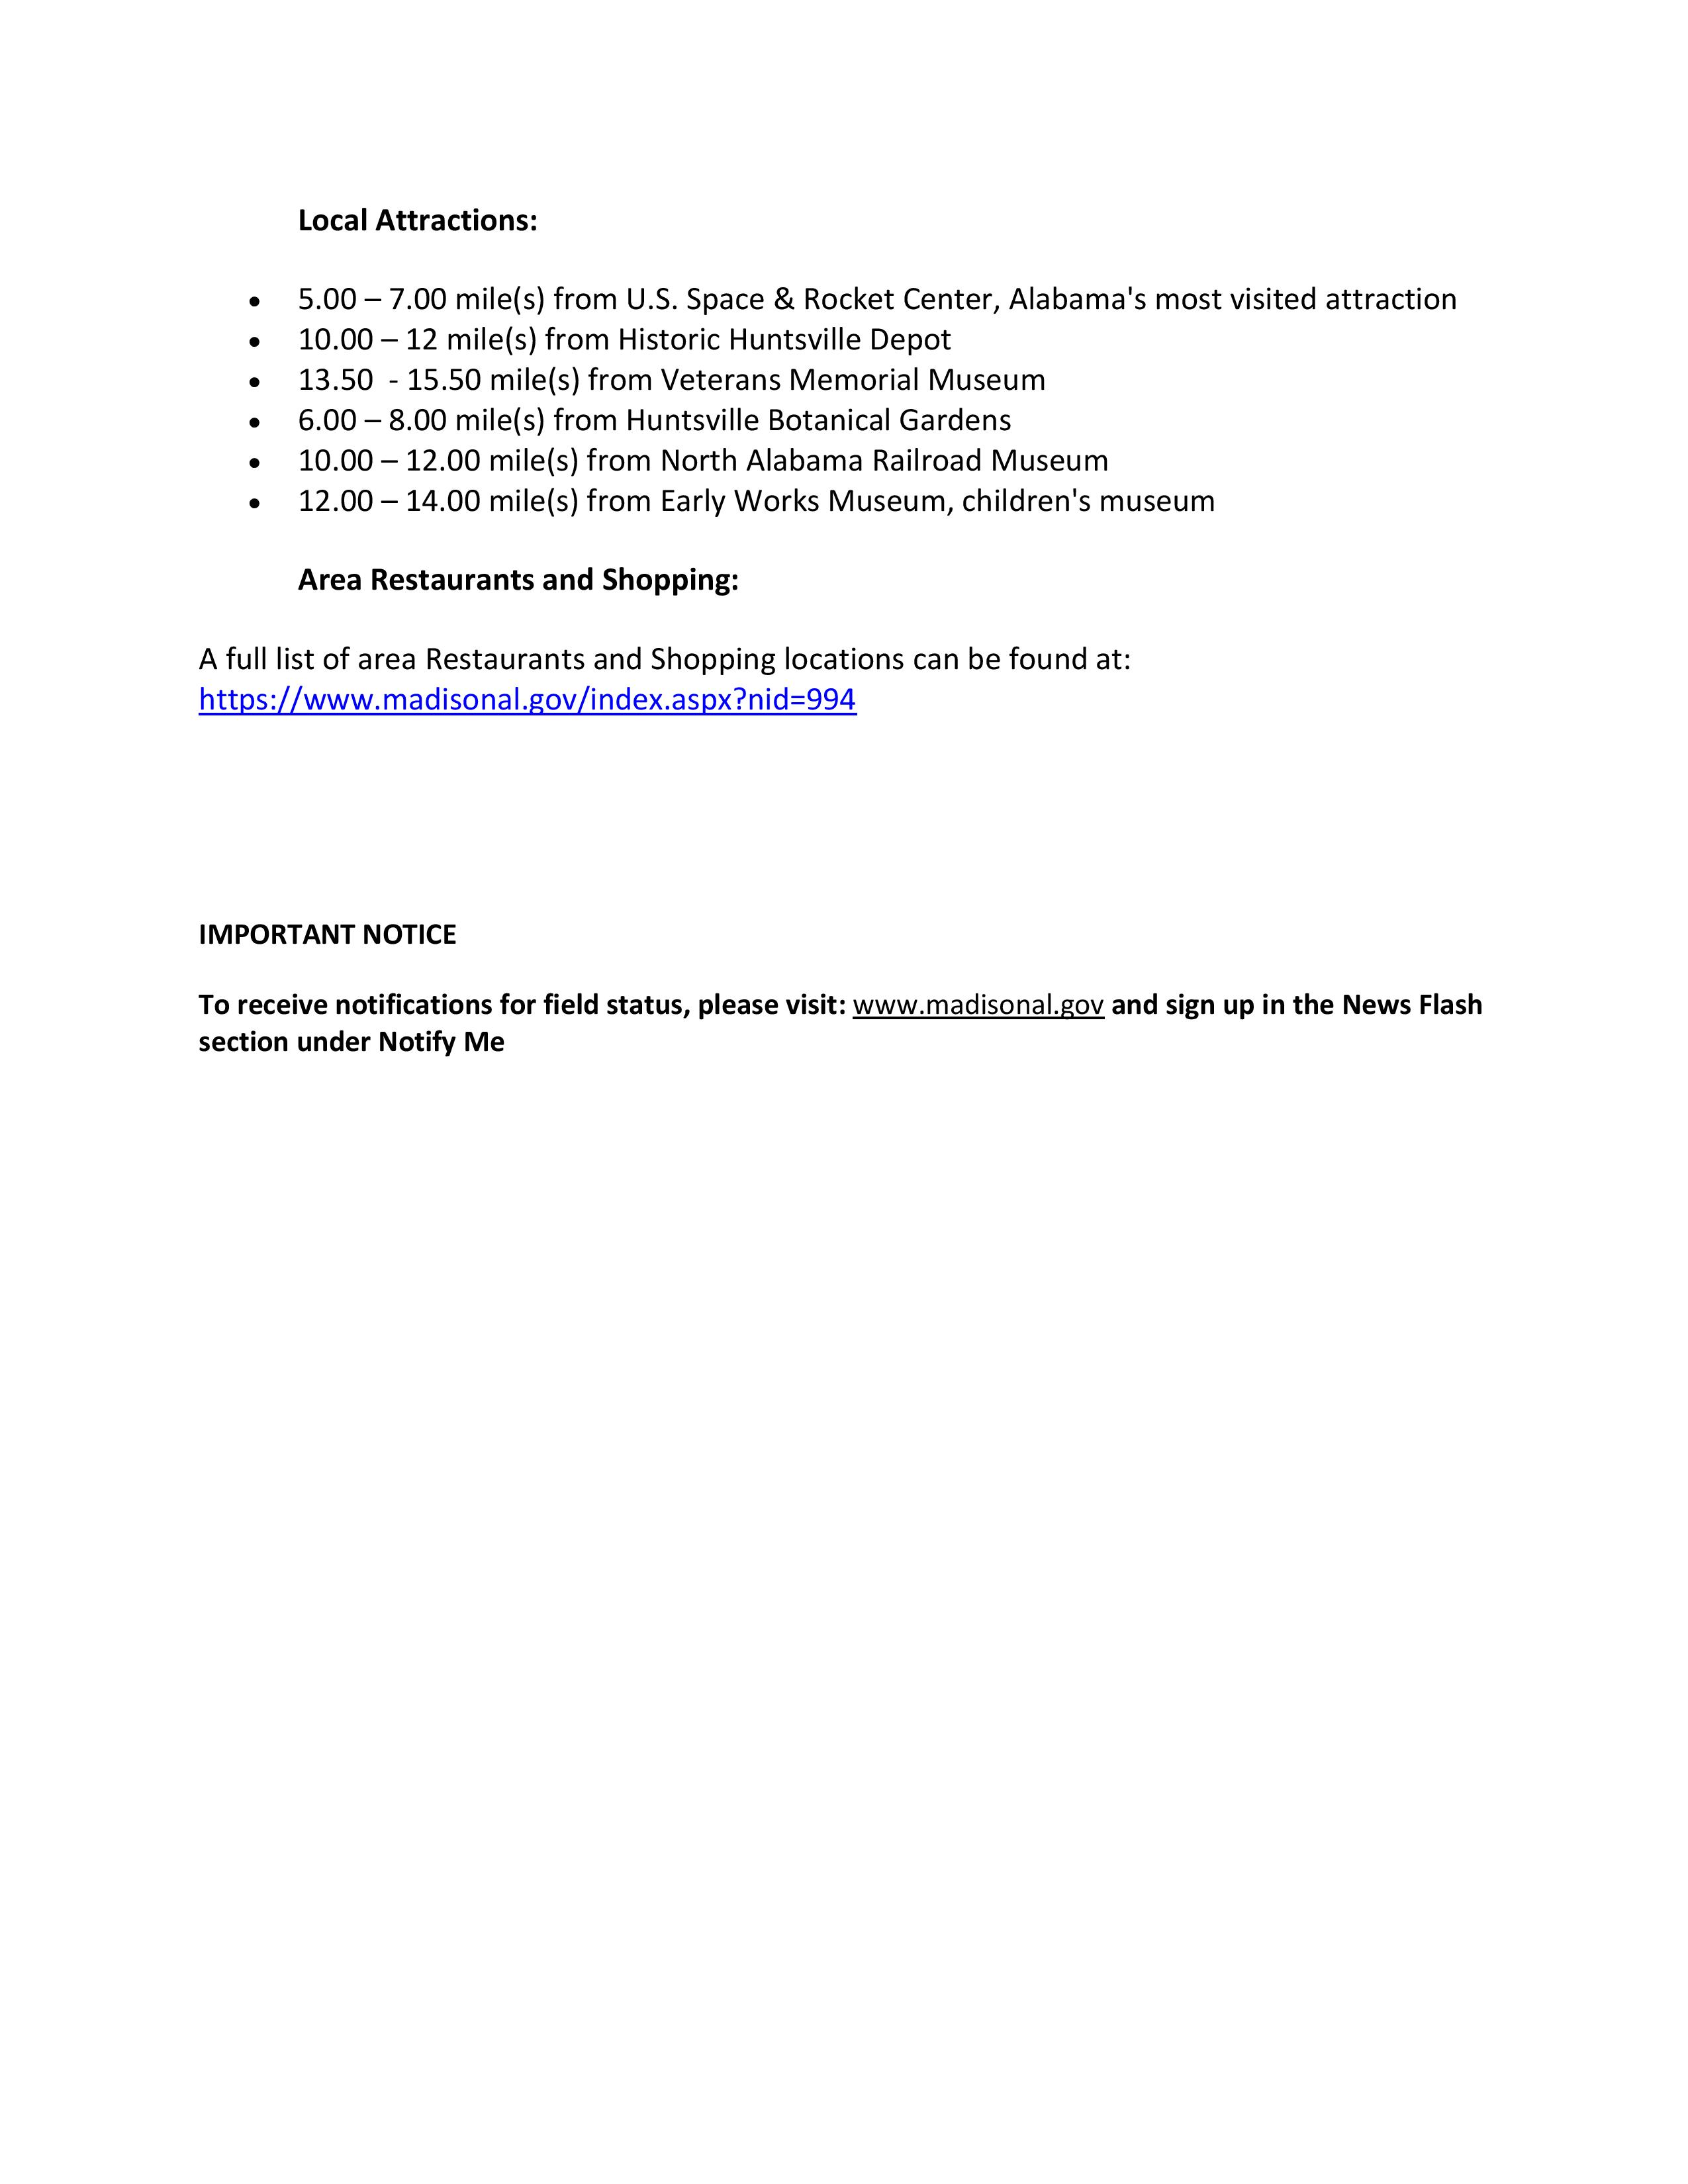 Local Attractions:
• 5.00 – 7.00 mile(s) from U.S. Space & Rocket Center, Alabama's most visited attraction
• 10.00 – 12 mile(s) from Historic Huntsville Depot
• 13.50  - 15.50 mile(s) from Veterans Memorial Museum
• 6.00 – 8.00 mile(s) from Huntsville Botanical Gardens
• 10.00 – 12.00 mile(s) from North Alabama Railroad Museum
• 12.00 – 14.00 mile(s) from Early Works Museum, children's museum
Area Restaurants and Shopping:
A full list of area Restaurants and Shopping locations can be found at:
https://www.madisonal.gov/index.aspx?nid=994
IMPORTANT NOTICE
To receive notifications for field status, please visit: www.madisonal.gov and sign up in the News Flash
section under Notify Me